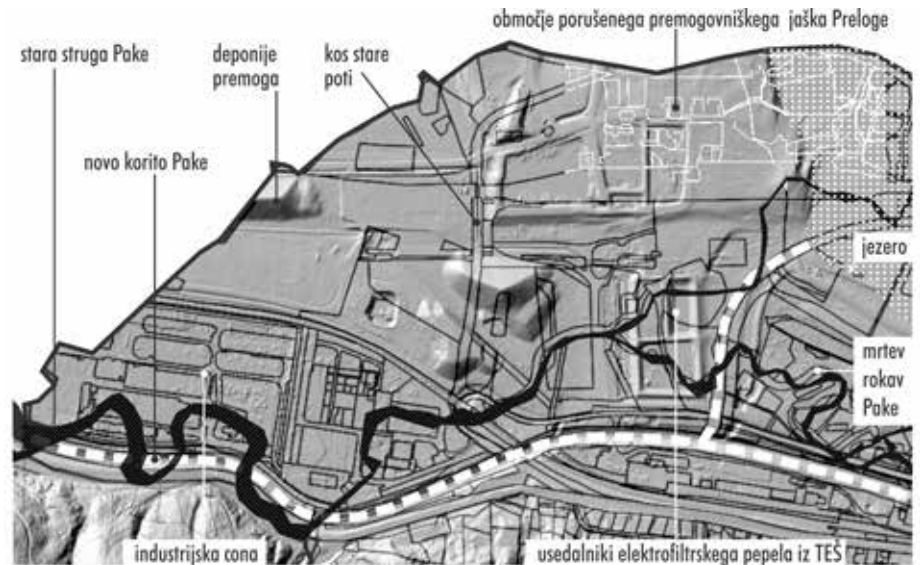 območje porušenega premogovniškega jaška Preloge
stara struga Pake
deponije
premoga
kos stare
poti
novo korito Pake
jezero
mrtev
rokav
Pake
industrijska cona
usedalniki elektrofiltrskega pepela iz TEŠ